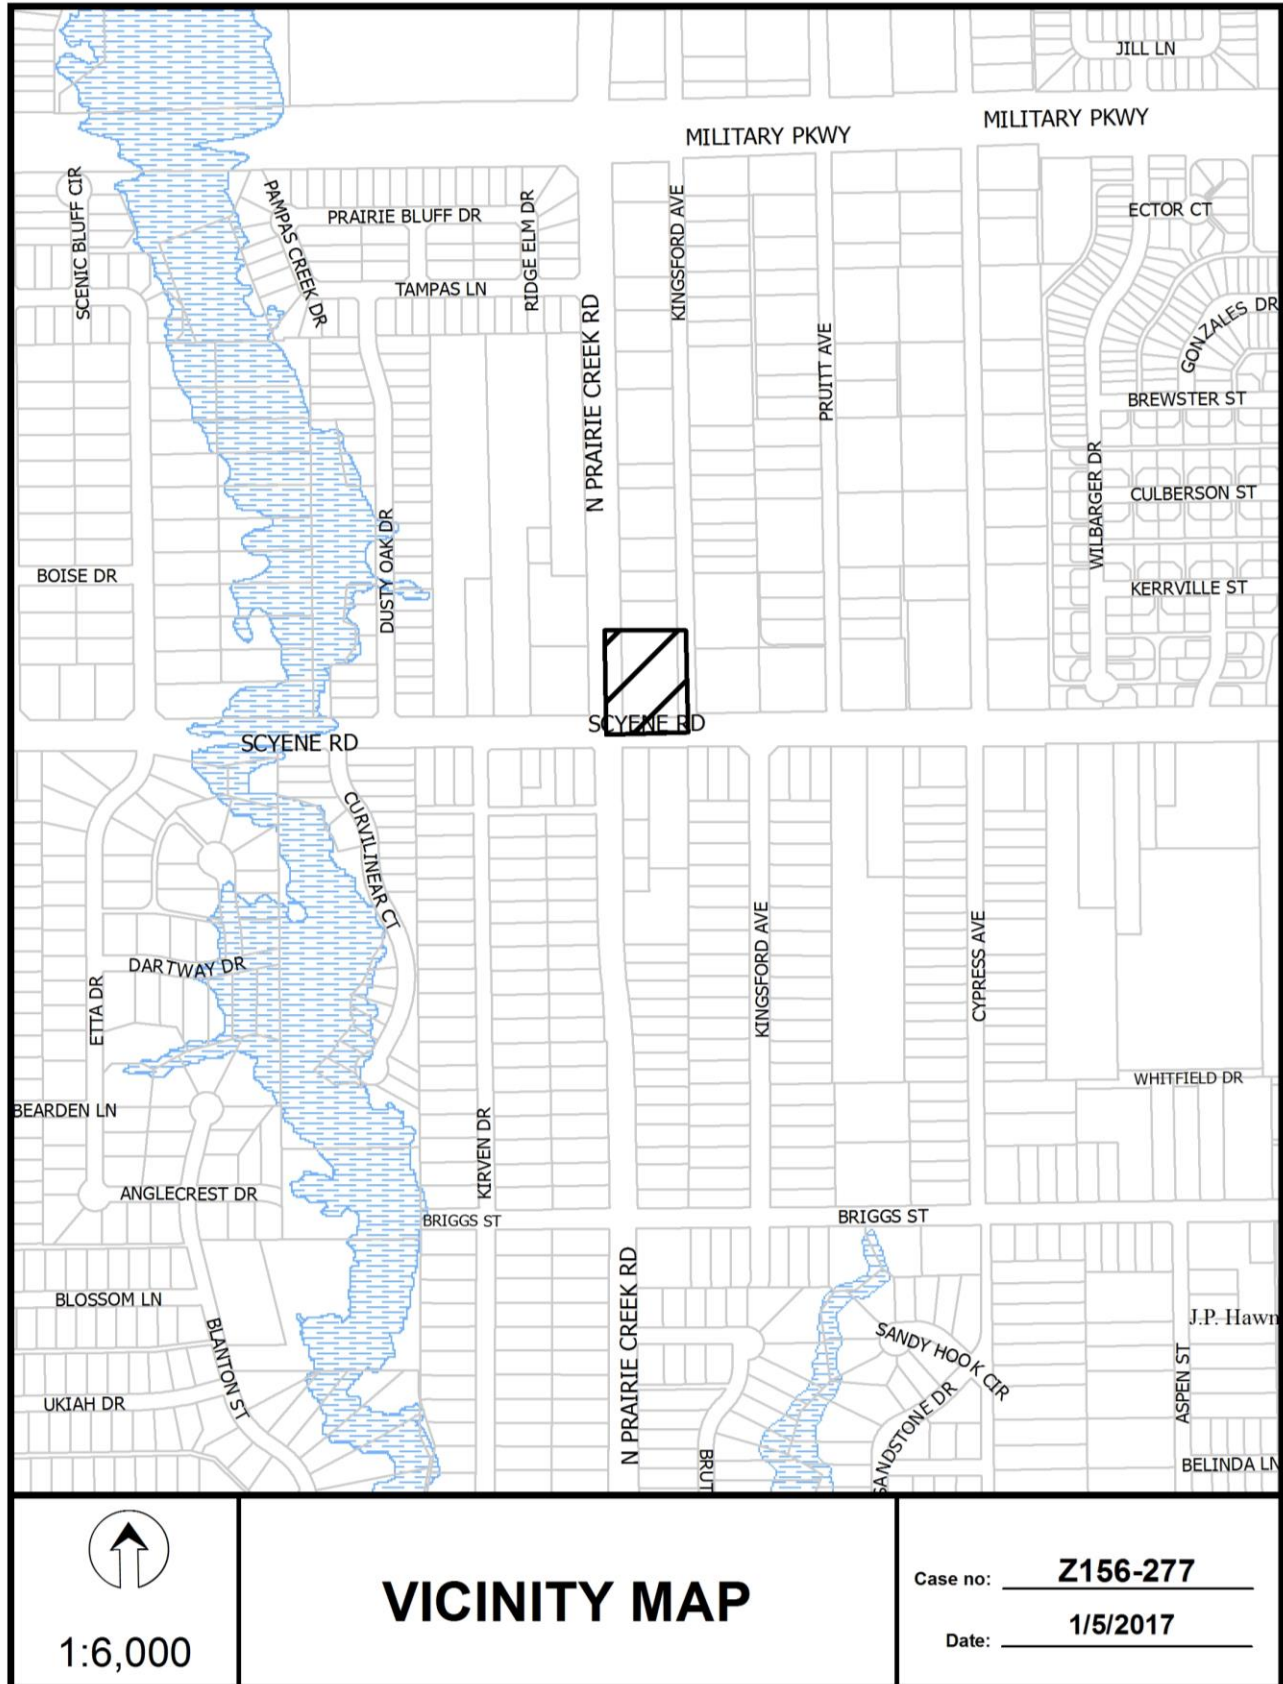 JILL LN
MILITARY PKWY
MILITARY PKWY
SCENIC BLUFF CIR
PAMPAS CREEK DR
PRAIRIE BLUFF DR
RIDGE ELM DR
KINGSFORD AVE
ECTOR CT
TAMPAS LN
N PRAIRIE CREEK RD
PRUITT AVE
GONZALES DR
BREWSTER ST
WILBARGER DR
CULBERSON ST
DUSTY OAK DR
BOISE DR
KERRVILLE ST
SCYENE RD
SCYENE RD
CURVILINEAR CT
KINGSFORD AVE
CYPRESS AVE
DARTWAY DR
ETTA DR
WHITFIELD DR
BEARDEN LN
KIRVEN DR
ANGLECREST DR
BRIGGS ST
BRIGGS ST
BLOSSOM LN
BLANTON ST
N PRAIRIE CREEK RD
SANDY HOOK CIR
J.P. Hawn
ASPEN ST
UKIAH DR
SANDSTONE DR
BRUT
BELINDA LN
1:6,000
VICINITY MAP
Case no: Z156-277
Date: 1/5/2017